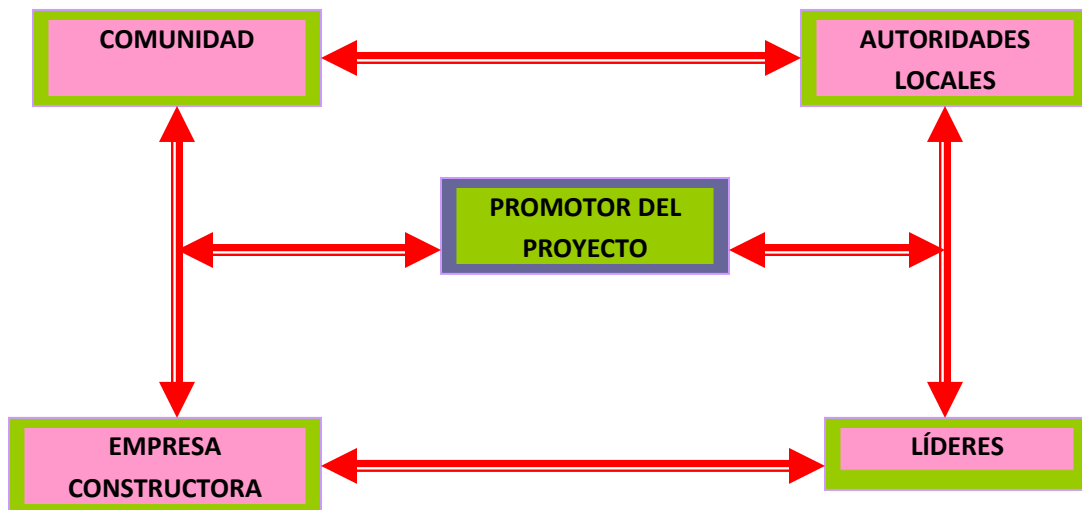 COMUNIDAD
AUTORIDADES
LOCALES
PROMOTOR DEL
PROYECTO
EMPRESA
CONSTRUCTORA
LÍDERES